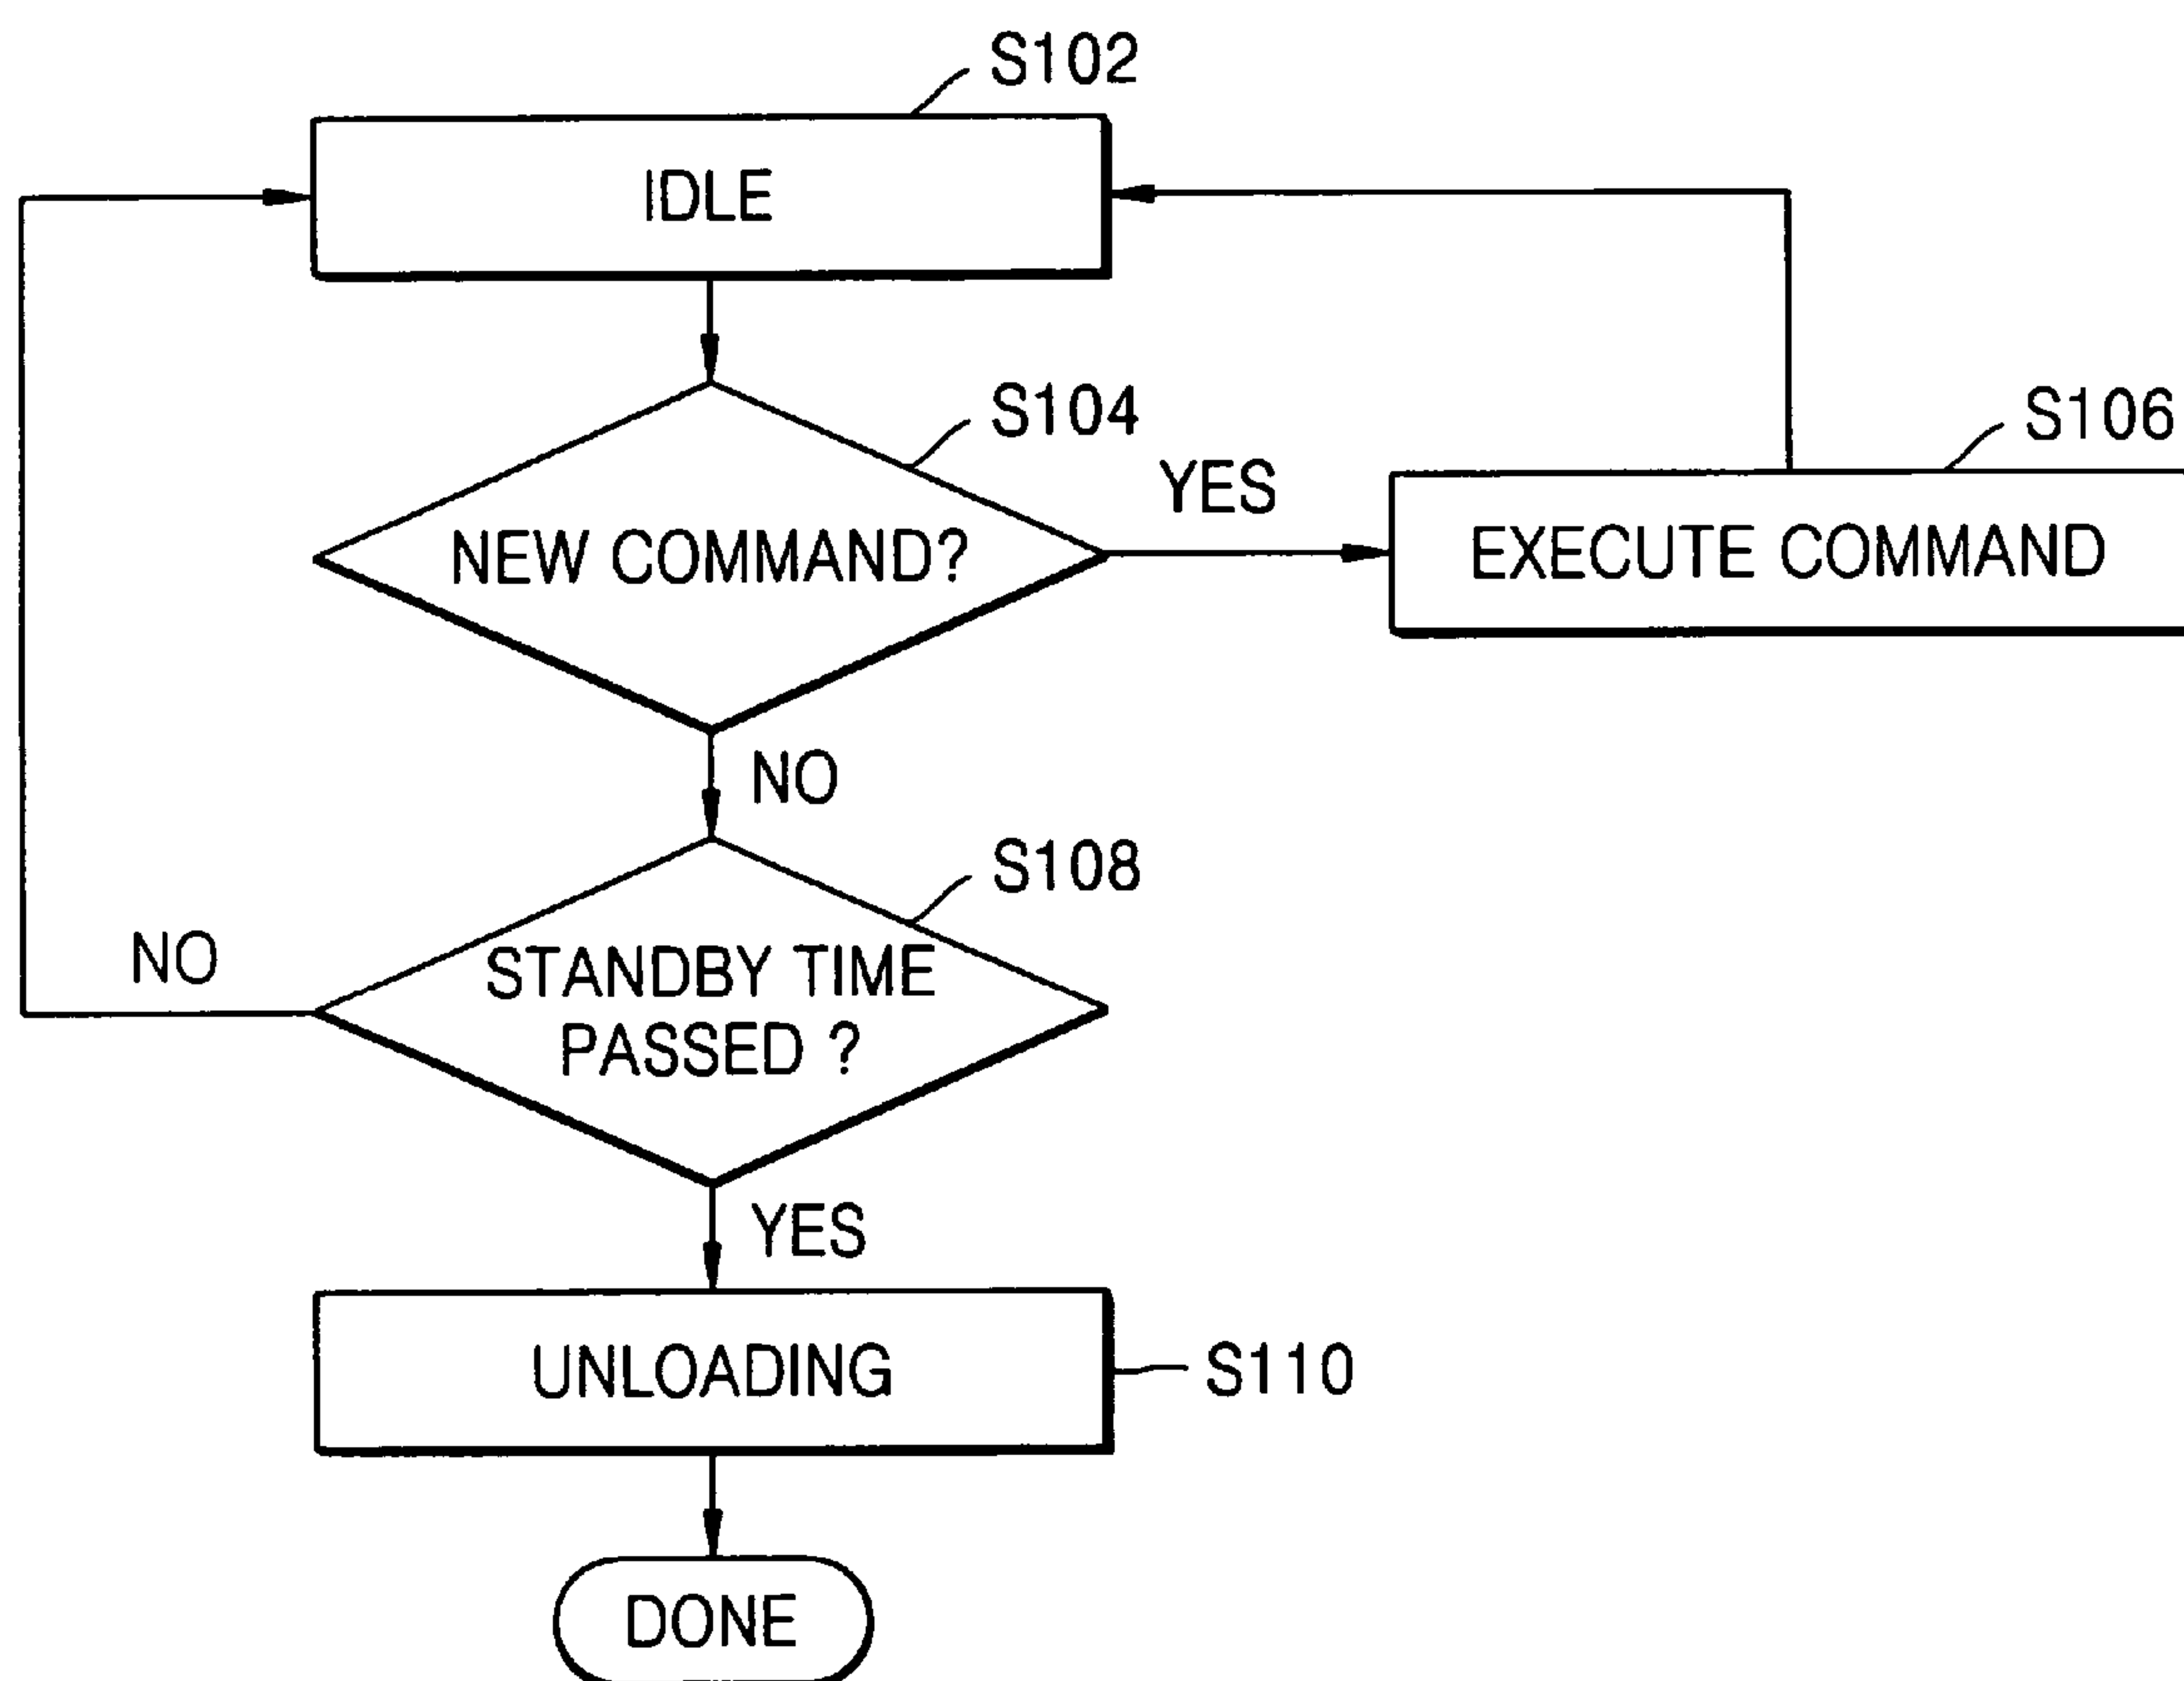 S102
IDLE
S104
YES
S106
NEW COMMAND?
EXECUTE COMMAND
NO
S108
NO
STANDBY TIME
PASSED ?
YES
UNLOADING
S110
DONE